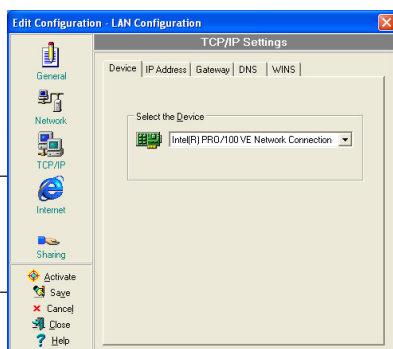 Edit Configuration - LAN Configuration
TCP/IP Settings
General
Network
TCP/IP
Internet
Sharing
Activate
Save
Cancel
Close
Help
Device
IP Address
Gateway
DNS
WINS
Select the Device
Intel(R) PRO/100 VE Network Connection